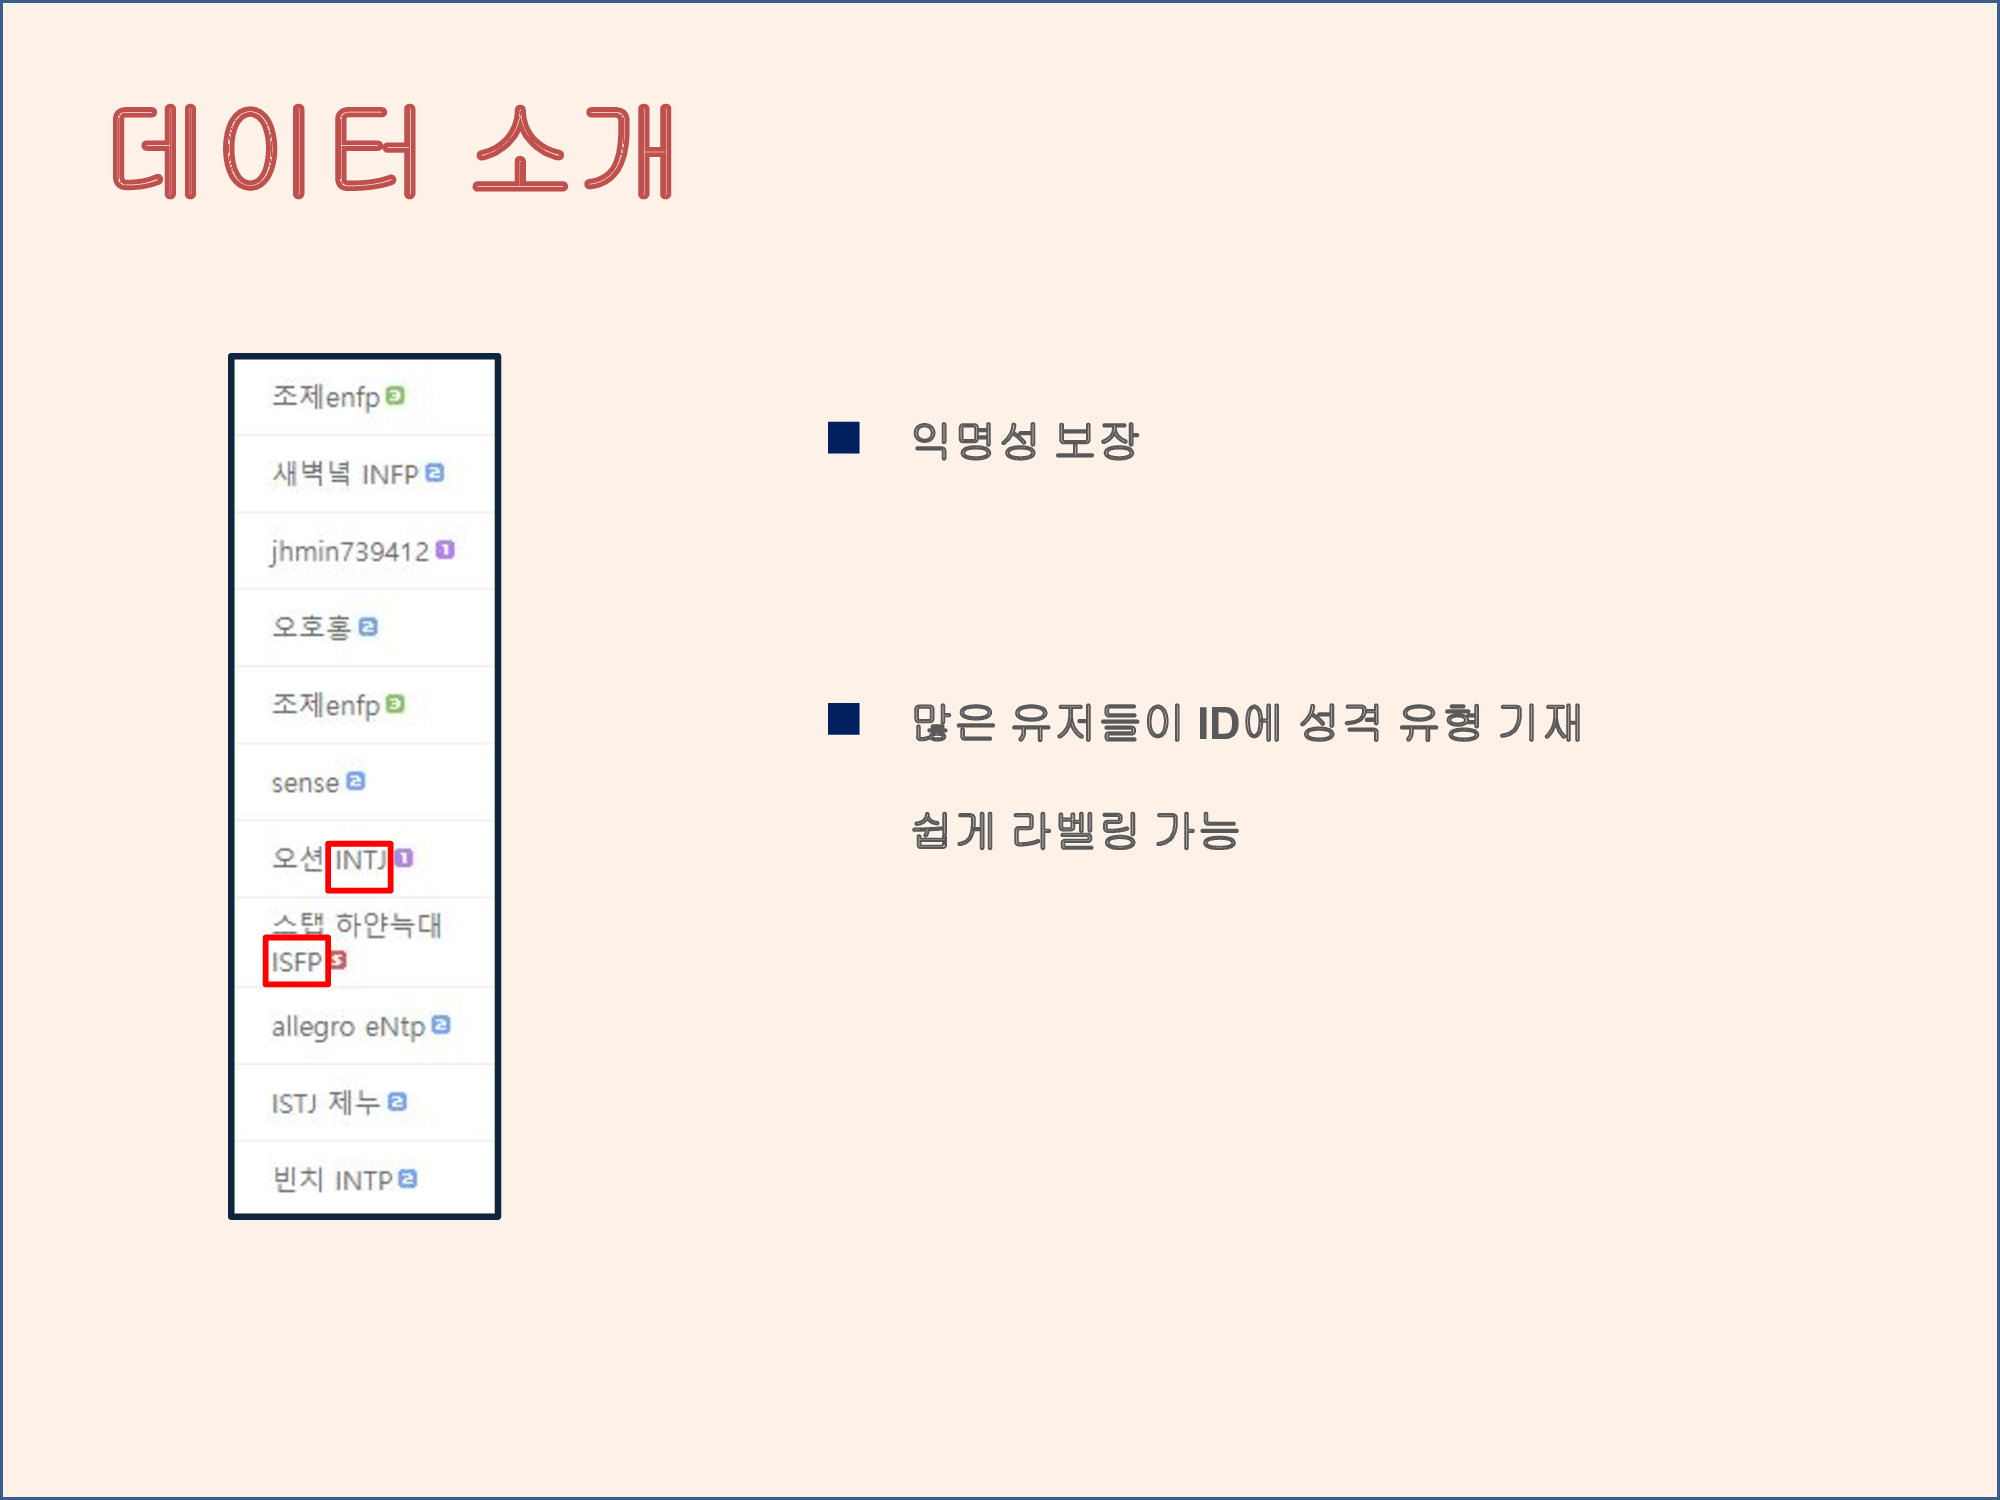 데이터 소개
조제enfp 3
새벽녘 INFP 2
jhmin739412 1
오호홍 2
조제enfp 3
sense 2
오션 INTJ 1
스탭 하얀늑대
ISFP S
allegro eNtp 2
ISTJ 제누 2
빈치 INTP 2
익명성 보장
많은 유저들이 ID에 성격 유형 기재
쉽게 라벨링 가능